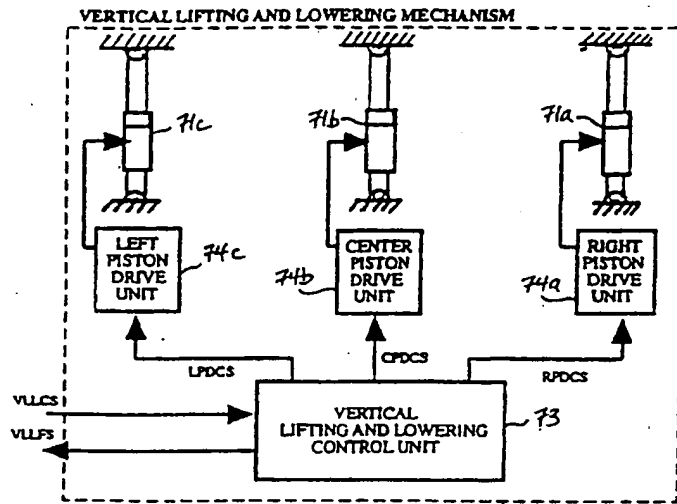 VERTICAL LIFTING AND LOWERING MECHANISM
71c
71b
71a
LEFT
PISTON
DRIVE
UNIT
74c
CENTER
PISTON
DRIVE
UNIT
74b
RIGHT
PISTON
DRIVE
UNIT
74a
LPDCS
CPDCS
RPDCS
VLLCS
VLLFS
VERTICAL
LIFTING AND LOWERING
CONTROL UNIT
73